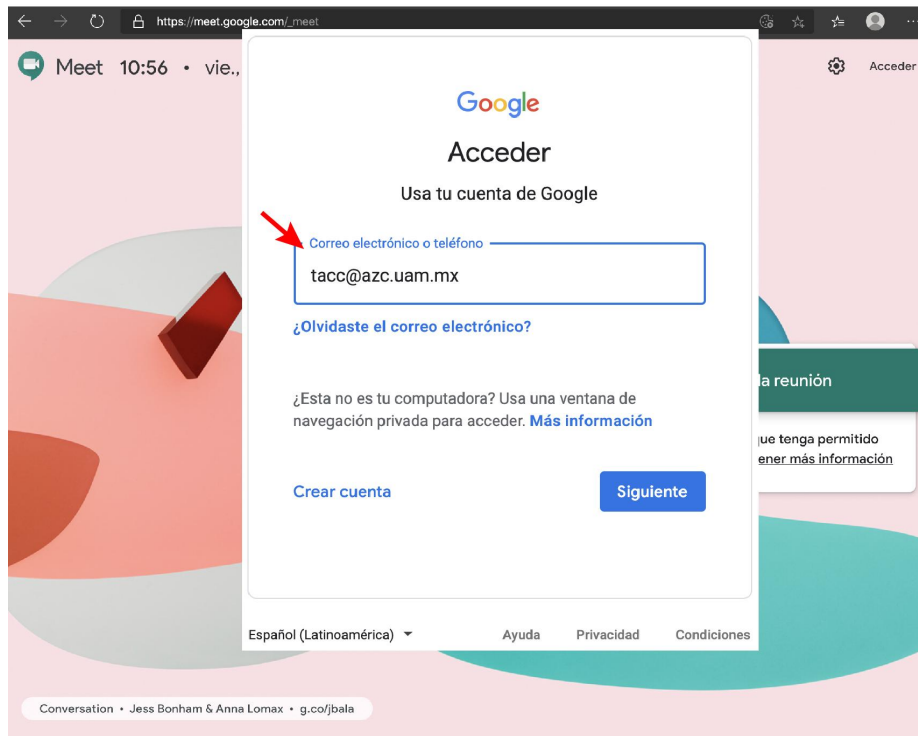 https://meet.google.com/_meet
Meet 10:56 • vie.,
Acceder
Google
Acceder
Usa tu cuenta de Google
Correo electrónico o teléfono
tacc@azc.uam.mx
¿Olvidaste el correo electrónico?
¿Esta no es tu computadora? Usa una ventana de
navegación privada para acceder. Más información
Crear cuenta
Siguiente
la reunión
que tenga permitido
ener más información
Español (Latinoamérica)
Ayuda
Privacidad
Condiciones
Conversation • Jess Bonham & Anna Lomax • g.co/jbala